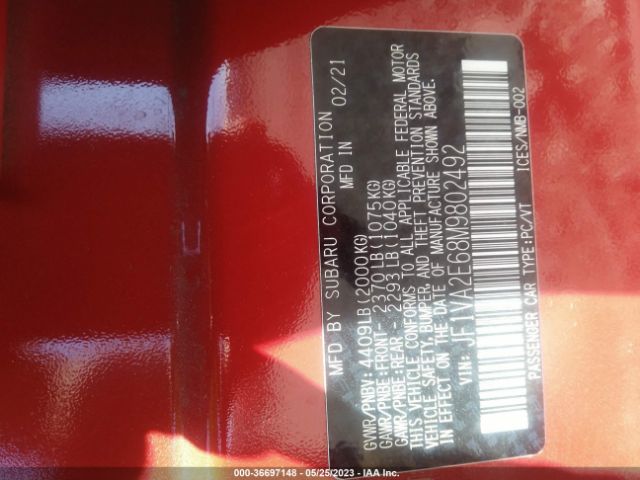 MFD BY SUBARU CORPORATION
MFD IN 02/21
GVWR/PNBV: 4409LB(2000KG)
GAWR/PNBE:FRONT - 2370LB(1075KG)
GAWR/PNBE:REAR - 2293LB(1040KG)
THIS VEHICLE CONFORMS TO ALL APPLICABLE FEDERAL MOTOR
VEHICLE SAFETY, BUMPER, AND THEFT PREVENTION STANDARDS
IN EFFECT ON THE DATE OF MANUFACTURE SHOWN ABOVE.
VIN: JF1VA2E68M9802492
PASSENGER CAR TYPE:PC/VT ICES/NMB-002
000-36697148 - 05/25/2023 - IAA Inc.